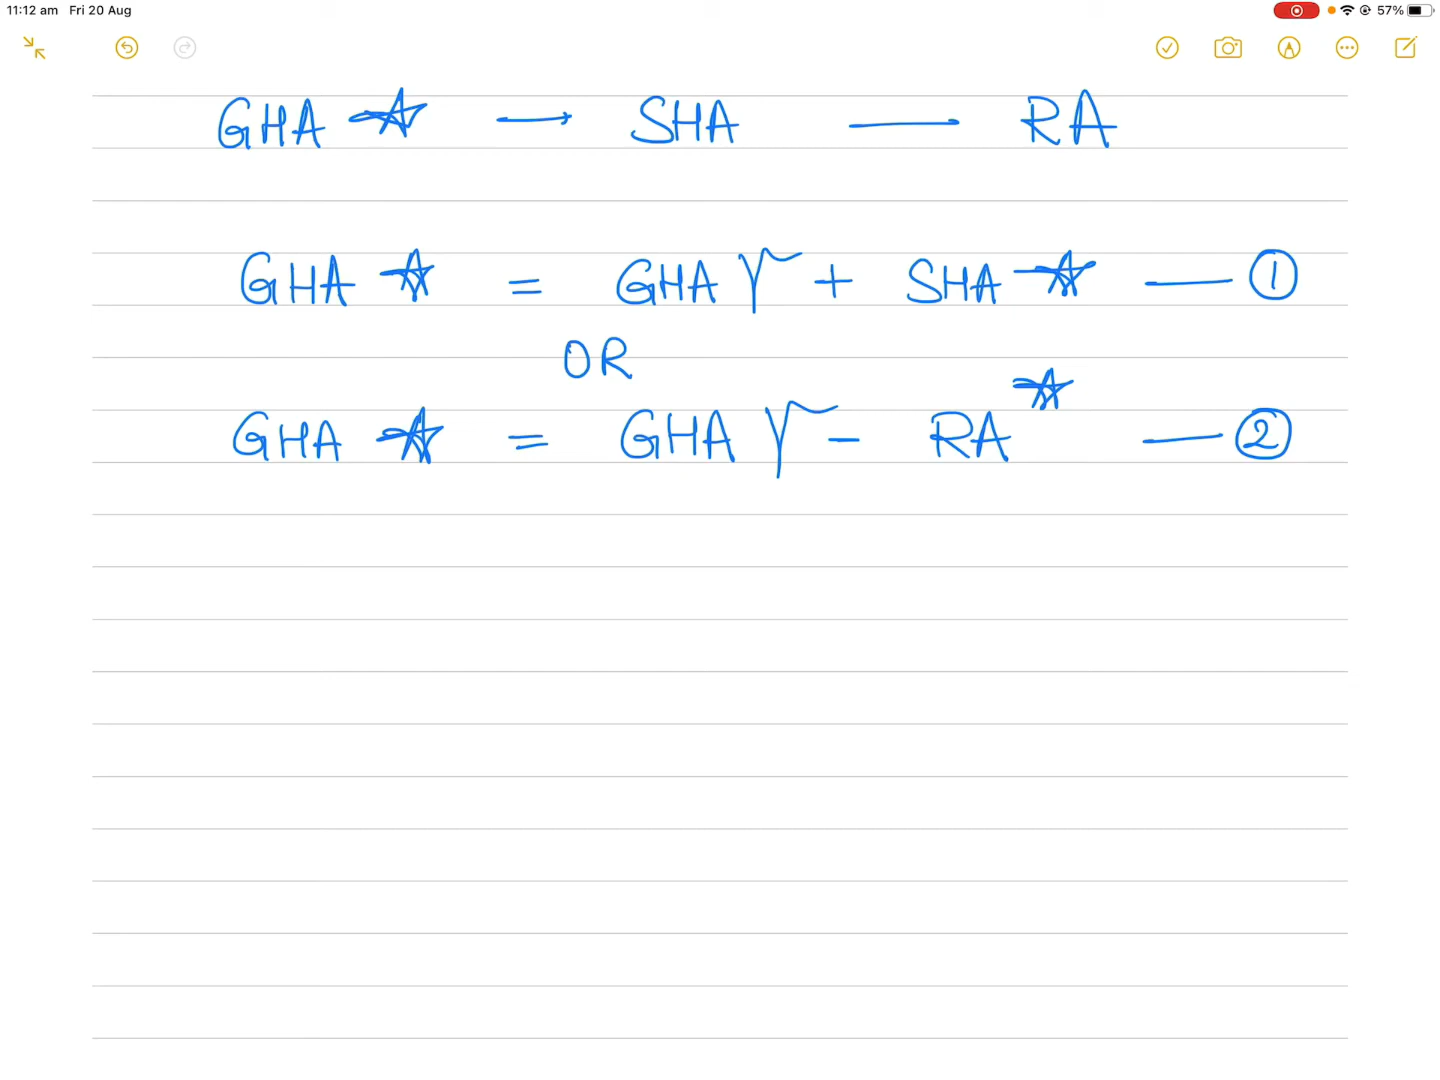 11:12 am Fri 20 Aug 57%
GHA ☆ → SHA — RA
GHA ☆ = GHA ♈ + SHA ☆ — ①
OR
GHA ☆ = GHA ♈ - RA ☆ — ②